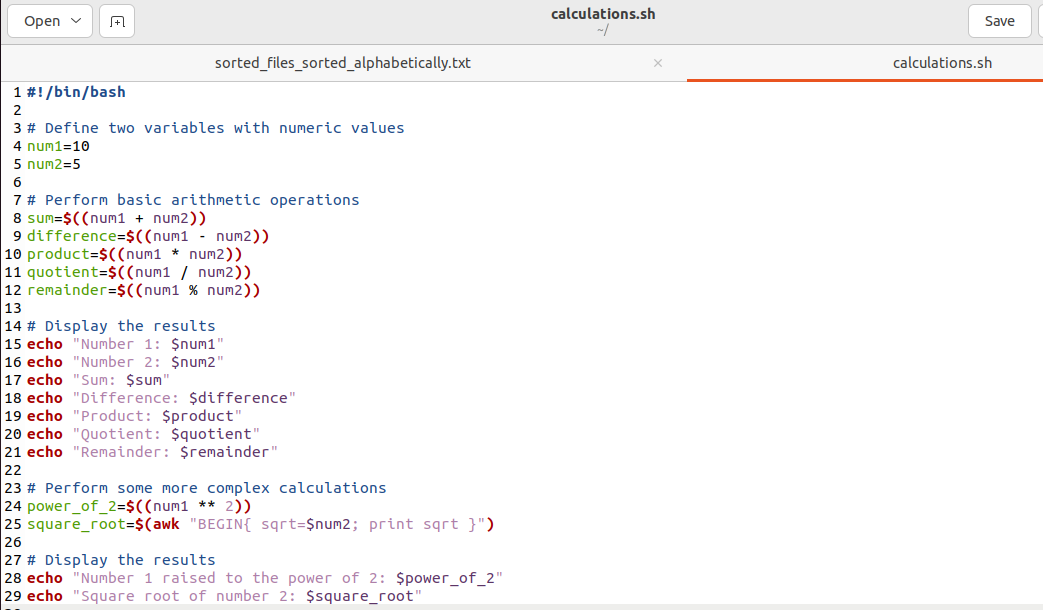 Open
calculations.sh
~/
Save
sorted_files_sorted_alphabetically.txt
calculations.sh
1 #!/bin/bash
2
3 # Define two variables with numeric values
4 num1=10
5 num2=5
6
7 # Perform basic arithmetic operations
8 sum=$((num1 + num2))
9 difference=$((num1 - num2))
10 product=$((num1 * num2))
11 quotient=$((num1 / num2))
12 remainder=$((num1 % num2))
13
14 # Display the results
15 echo "Number 1: $num1"
16 echo "Number 2: $num2"
17 echo "Sum: $sum"
18 echo "Difference: $difference"
19 echo "Product: $product"
20 echo "Quotient: $quotient"
21 echo "Remainder: $remainder"
22
23 # Perform some more complex calculations
24 power_of_2=$((num1 ** 2))
25 square_root=$(awk "BEGIN{ sqrt=$num2; print sqrt }")
26
27 # Display the results
28 echo "Number 1 raised to the power of 2: $power_of_2"
29 echo "Square root of number 2: $square_root"